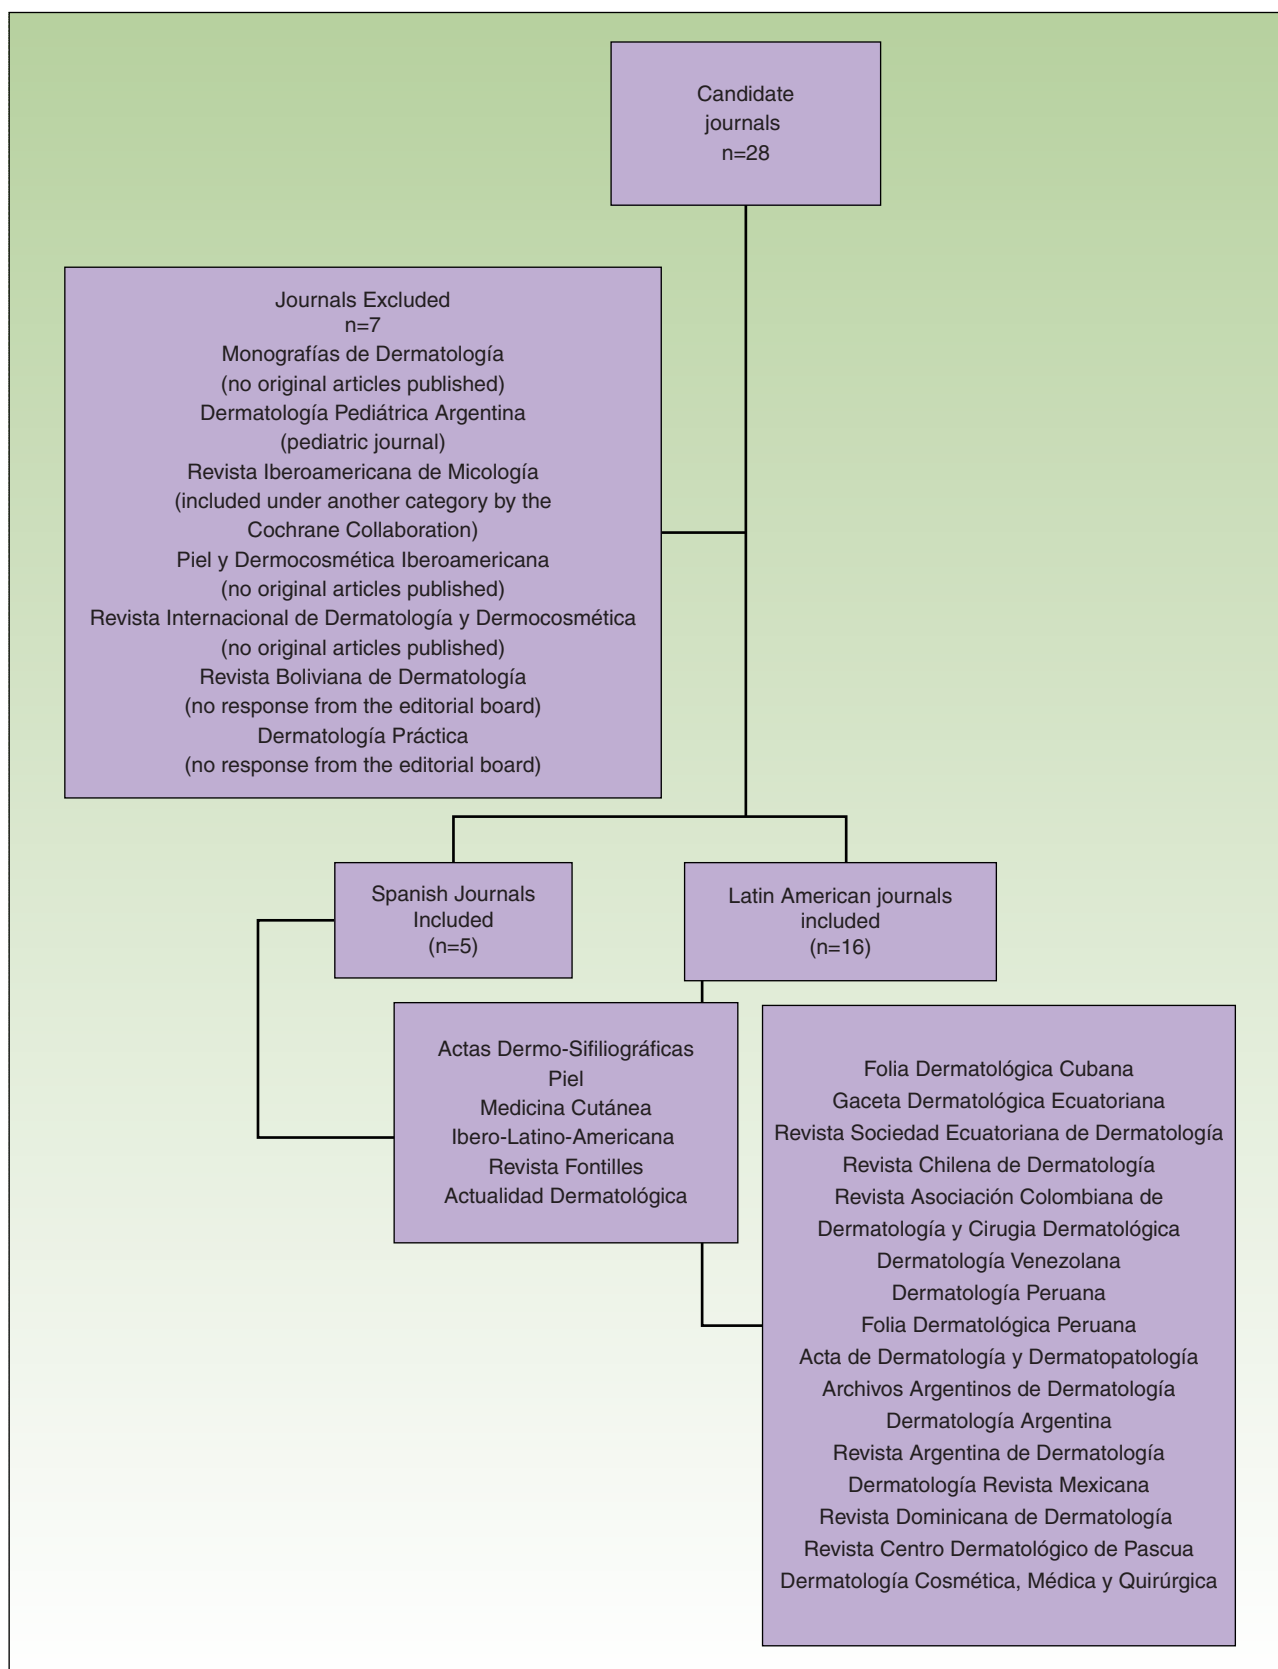 Candidate
journals
n=28
Journals Excluded
n=7
Monografías de Dermatología
(no original articles published)
Dermatología Pediátrica Argentina
(pediatric journal)
Revista Iberoamericana de Micología
(included under another category by the
Cochrane Collaboration)
Piel y Dermocosmética Iberoamericana
(no original articles published)
Revista Internacional de Dermatología y Dermocosmética
(no original articles published)
Revista Boliviana de Dermatología
(no response from the editorial board)
Dermatología Práctica
(no response from the editorial board)
Spanish Journals
Included
(n=5)
Latin American journals
included
(n=16)
Actas Dermo-Sifiliográficas
Piel
Medicina Cutánea
Ibero-Latino-Americana
Revista Fontilles
Actualidad Dermatológica
Folia Dermatológica Cubana
Gaceta Dermatológica Ecuatoriana
Revista Sociedad Ecuatoriana de Dermatología
Revista Chilena de Dermatología
Revista Asociación Colombiana de
Dermatología y Cirugia Dermatológica
Dermatología Venezolana
Dermatología Peruana
Folia Dermatológica Peruana
Acta de Dermatología y Dermatopatología
Archivos Argentinos de Dermatología
Dermatología Argentina
Revista Argentina de Dermatología
Dermatología Revista Mexicana
Revista Dominicana de Dermatología
Revista Centro Dermatológico de Pascua
Dermatología Cosmética, Médica y Quirúrgica